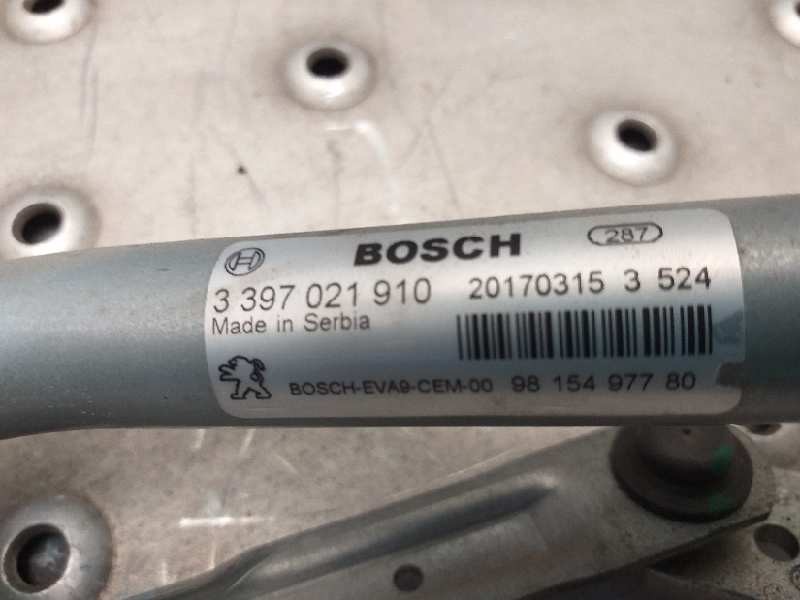 BOSCH 287
3 397 021 910 20170315 3 524
Made in Serbia
BOSCH-EVA9-CEM-00 98 154 977 80